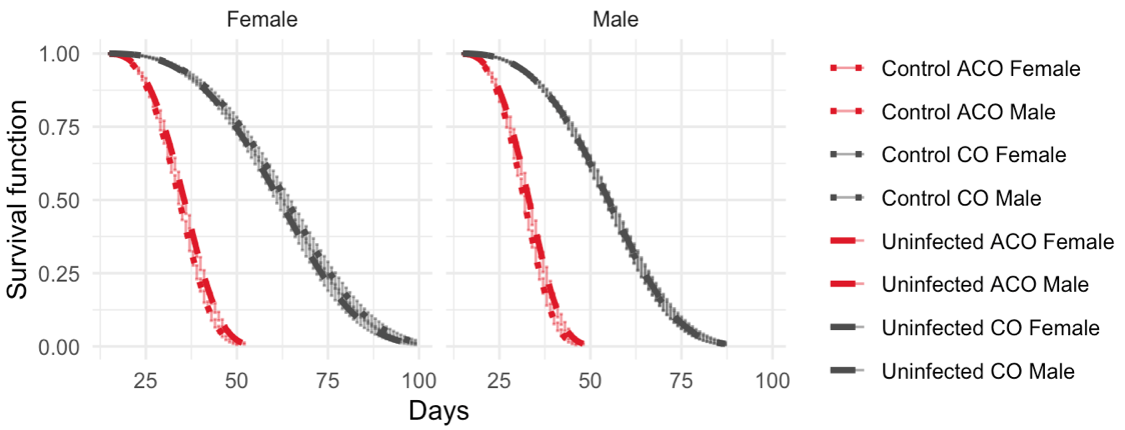 Female
Male
Survival function
1.00
0.75
0.50
0.25
0.00
25
50
75
100
25
50
75
100
Days
Control ACO Female
Control ACO Male
Control CO Female
Control CO Male
Uninfected ACO Female
Uninfected ACO Male
Uninfected CO Female
Uninfected CO Male